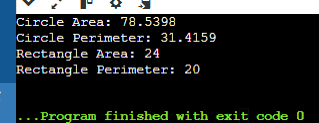 Circle Area: 78.5398
Circle Perimeter: 31.4159
Rectangle Area: 24
Rectangle Perimeter: 20
...Program finished with exit code 0